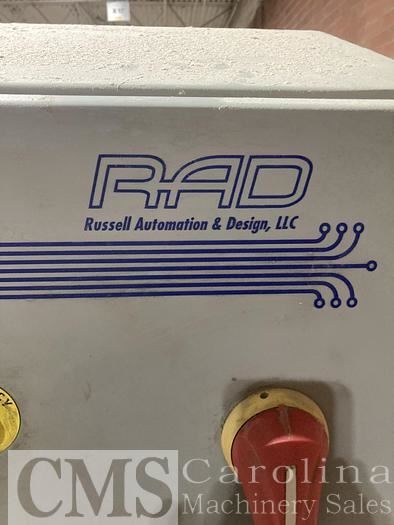 RAD
Russell Automation & Design, LLC
CMS Carolina
Machinery Sales